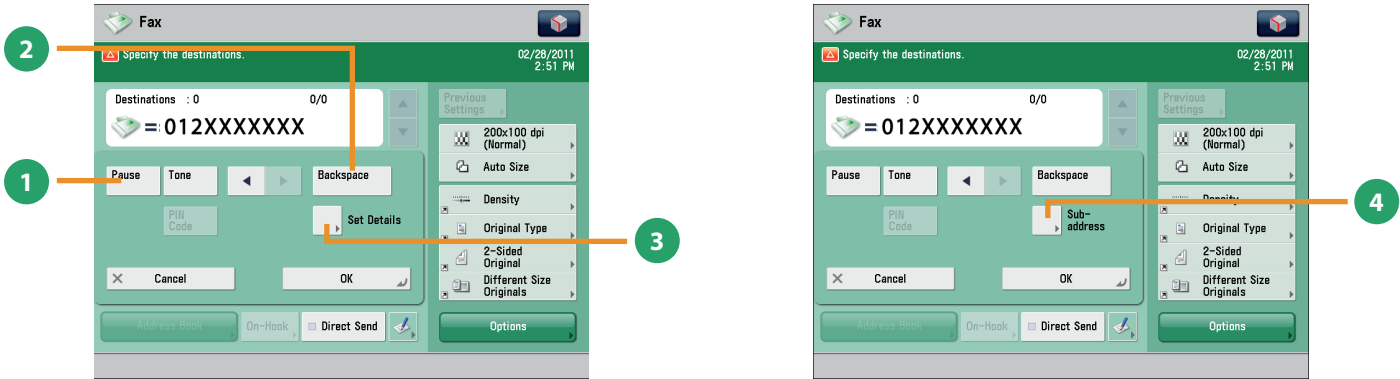 Fax
Specify the destinations.
02/28/2011
2:51 PM
Destinations : 0
0/0
=: 012XXXXXXX
Previous
Settings
200x100 dpi
(Normal)
Auto Size
Pause
Tone
Backspace
Density
PIN
Code
Set Details
Original Type
2-Sided
Original
Cancel
OK
Different Size
Originals
Address Book
On-Hook
Direct Send
Options
1
2
3
Fax
Specify the destinations.
02/28/2011
2:51 PM
Destinations : 0
0/0
= 012XXXXXXX
Previous
Settings
200x100 dpi
(Normal)
Auto Size
Pause
Tone
Backspace
Density
PIN
Code
Sub-
address
Original Type
2-Sided
Original
Cancel
OK
Different Size
Originals
Address Book
On-Hook
Direct Send
Options
4